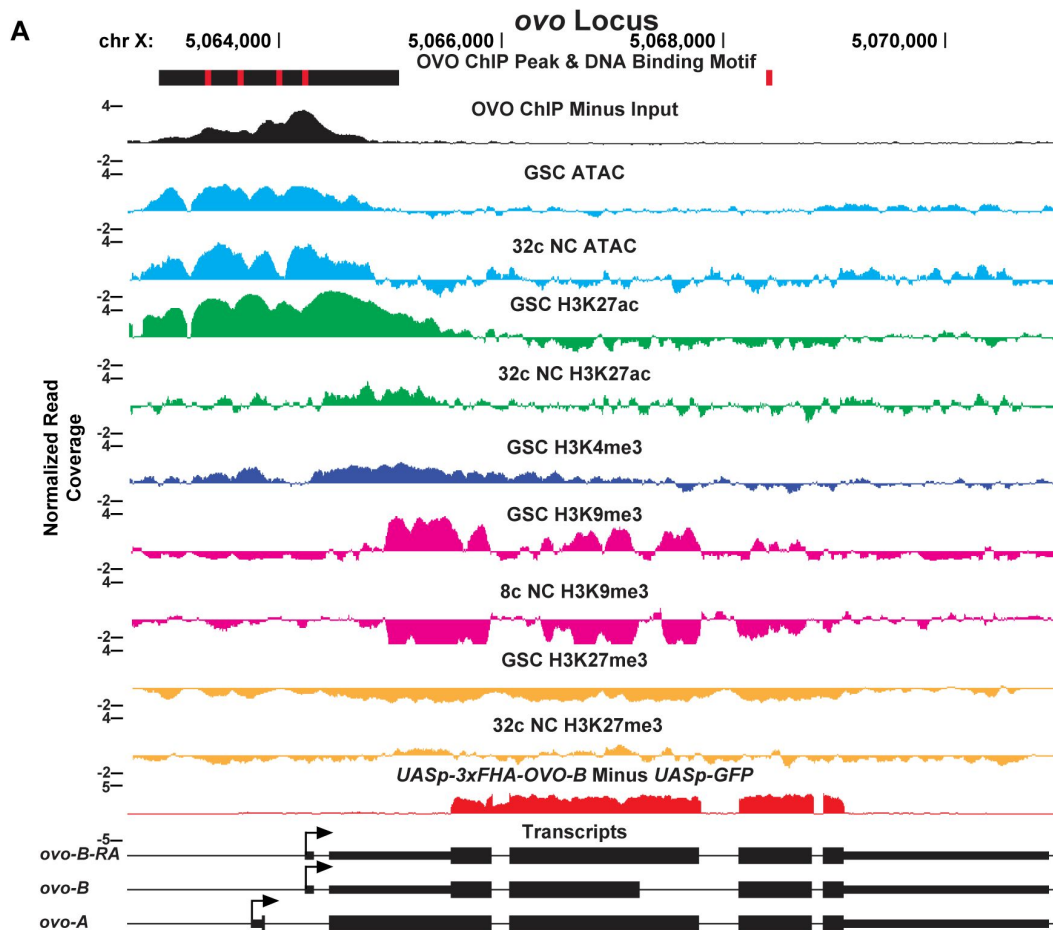 A
ovo Locus
chr X: 5,064,000 5,066,000 5,068,000 5,070,000
OVO ChIP Peak & DNA Binding Motif
4
OVO ChIP Minus Input
-2
4
GSC ATAC
-2
4
32c NC ATAC
-2
4
GSC H3K27ac
-2
4
32c NC H3K27ac
-2
4
GSC H3K4me3
-2
4
GSC H3K9me3
-2
4
8c NC H3K9me3
-2
4
GSC H3K27me3
-2
4
32c NC H3K27me3
-2
5
UASp-3xFHA-OVO-B Minus UASp-GFP
-5
Normalized Read
Coverage
Transcripts
ovo-B-RA
ovo-B
ovo-A